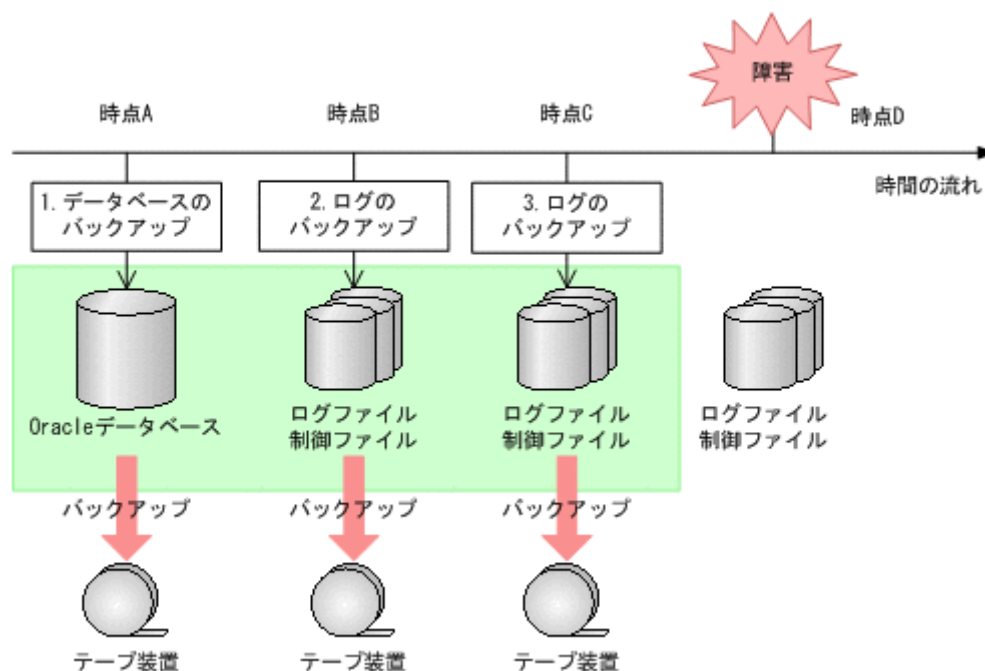 障害
時点A
時点B
時点C
時点D
時間の流れ
1. データベースの
バックアップ
2. ログの
バックアップ
3. ログの
バックアップ
Oracleデータベース
ログファイル
制御ファイル
ログファイル
制御ファイル
ログファイル
制御ファイル
バックアップ
バックアップ
バックアップ
テープ装置
テープ装置
テープ装置